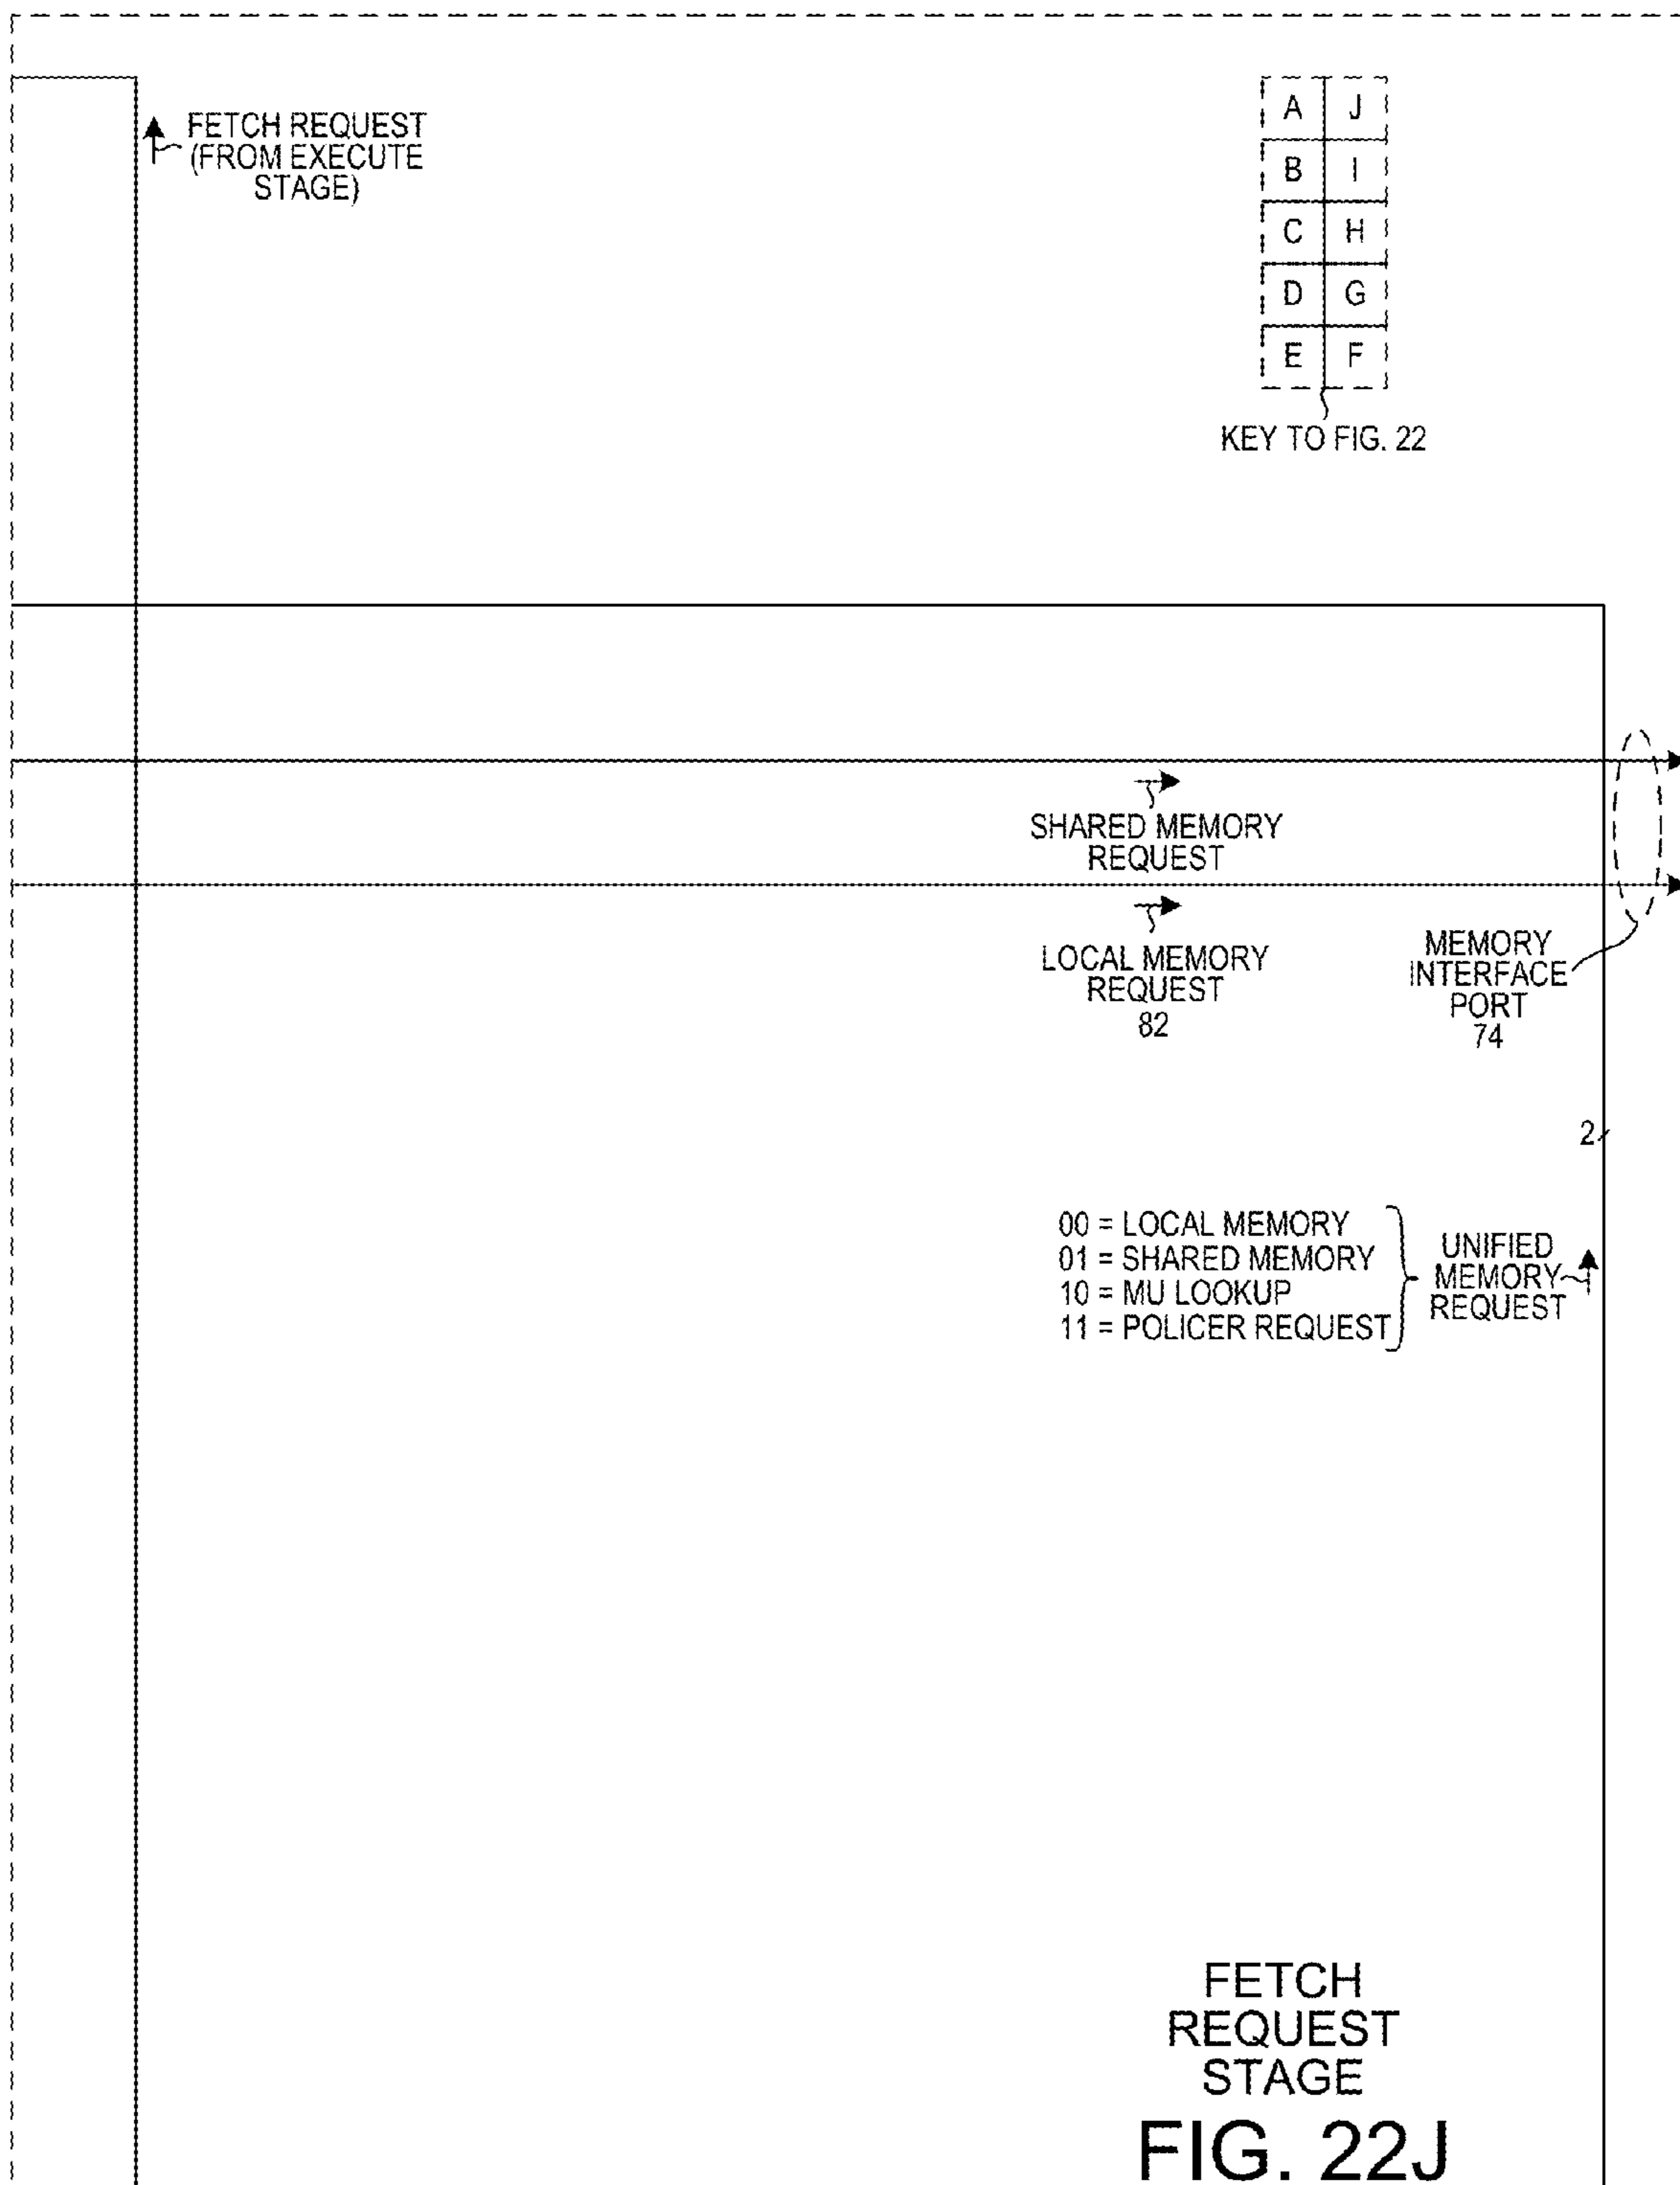 FETCH REQUEST
(FROM EXECUTE
STAGE)
A J
B I
C H
D G
E F
KEY TO FIG. 22
SHARED MEMORY
REQUEST
LOCAL MEMORY
REQUEST
82
MEMORY
INTERFACE
PORT
74
2
00 = LOCAL MEMORY
01 = SHARED MEMORY
10 = MU LOOKUP
11 = POLICER REQUEST
UNIFIED
MEMORY
REQUEST
FETCH
REQUEST
STAGE
FIG. 22J